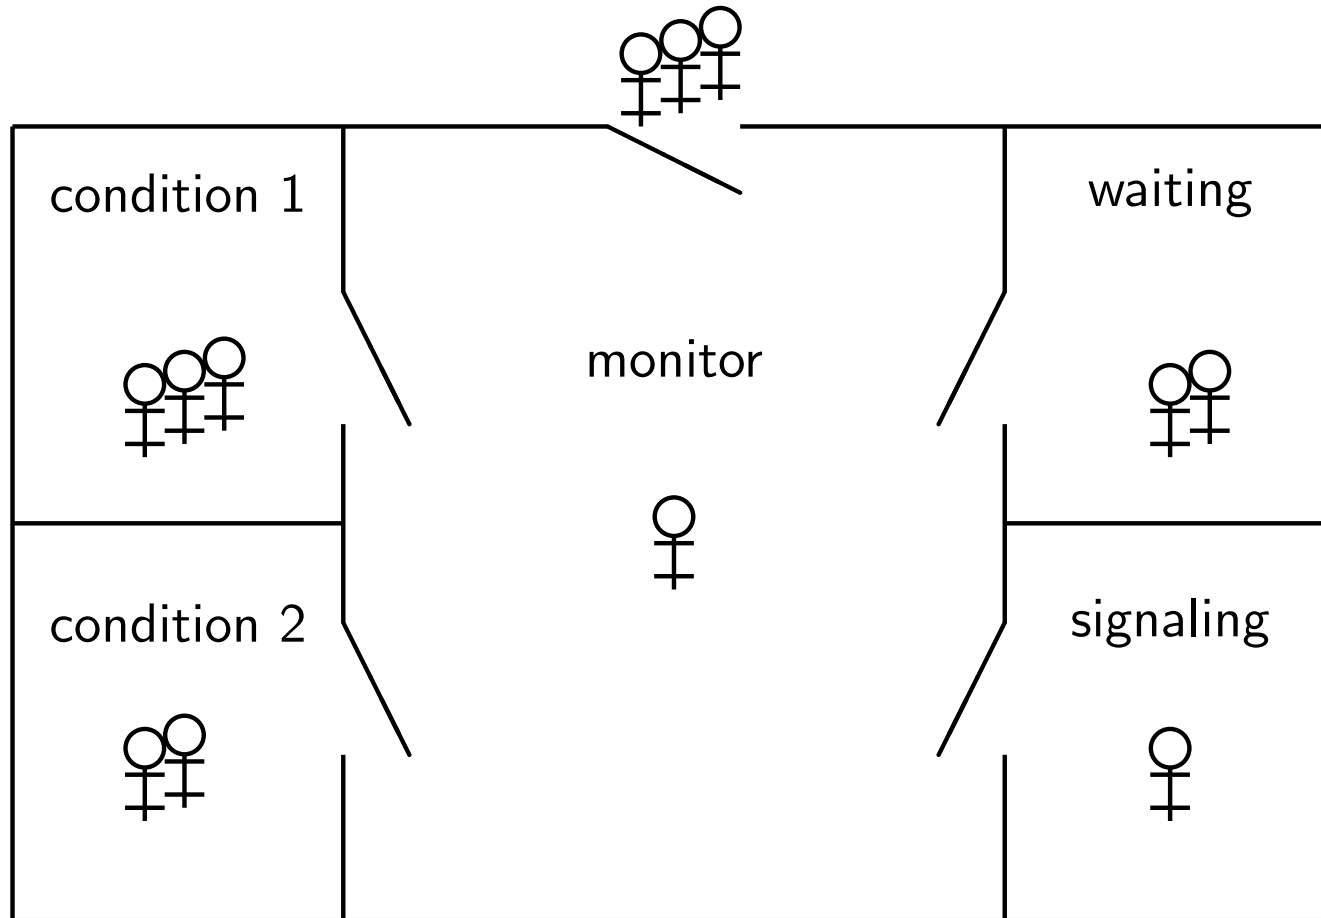 condition 1
waiting
monitor
condition 2
signaling